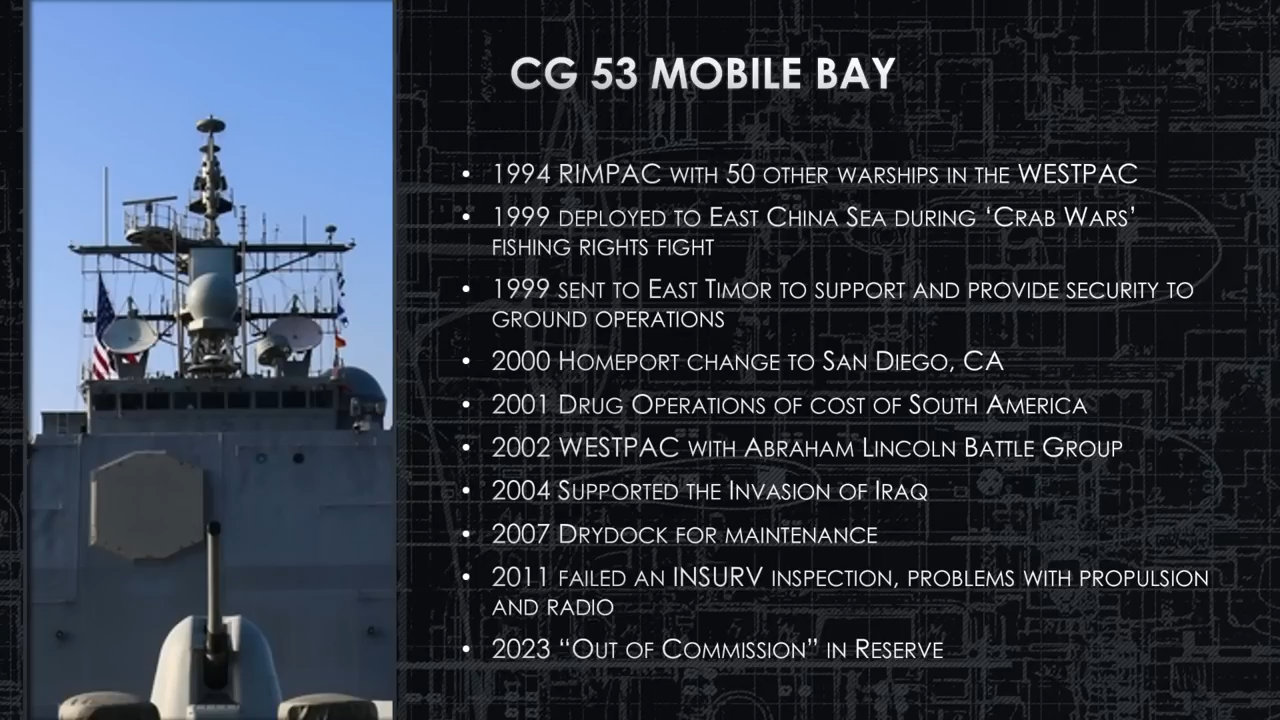 CG 53 MOBILE BAY
• 1994 RIMPAC WITH 50 OTHER WARSHIPS IN THE WESTPAC
• 1999 DEPLOYED TO EAST CHINA SEA DURING ‘CRAB WARS’
FISHING RIGHTS FIGHT
• 1999 SENT TO EAST TIMOR TO SUPPORT AND PROVIDE SECURITY TO
GROUND OPERATIONS
• 2000 HOMEPORT CHANGE TO SAN DIEGO, CA
• 2001 DRUG OPERATIONS OF COST OF SOUTH AMERICA
• 2002 WESTPAC WITH ABRAHAM LINCOLN BATTLE GROUP
• 2004 SUPPORTED THE INVASION OF IRAQ
• 2007 DRYDOCK FOR MAINTENANCE
• 2011 FAILED AN INSURV INSPECTION, PROBLEMS WITH PROPULSION
AND RADIO
• 2023 “OUT OF COMMISSION” IN RESERVE